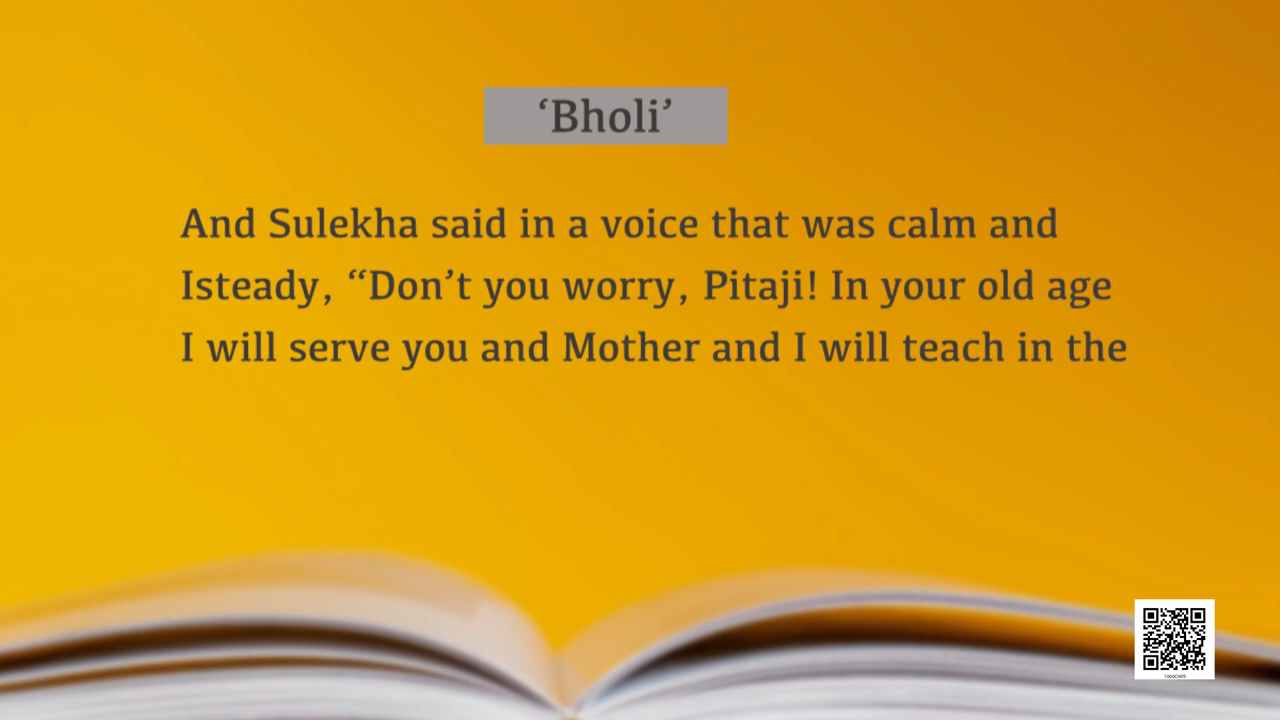 ‘Bholi’
And Sulekha said in a voice that was calm and
Isteady, “Don’t you worry, Pitaji! In your old age
I will serve you and Mother and I will teach in the
1060CH09